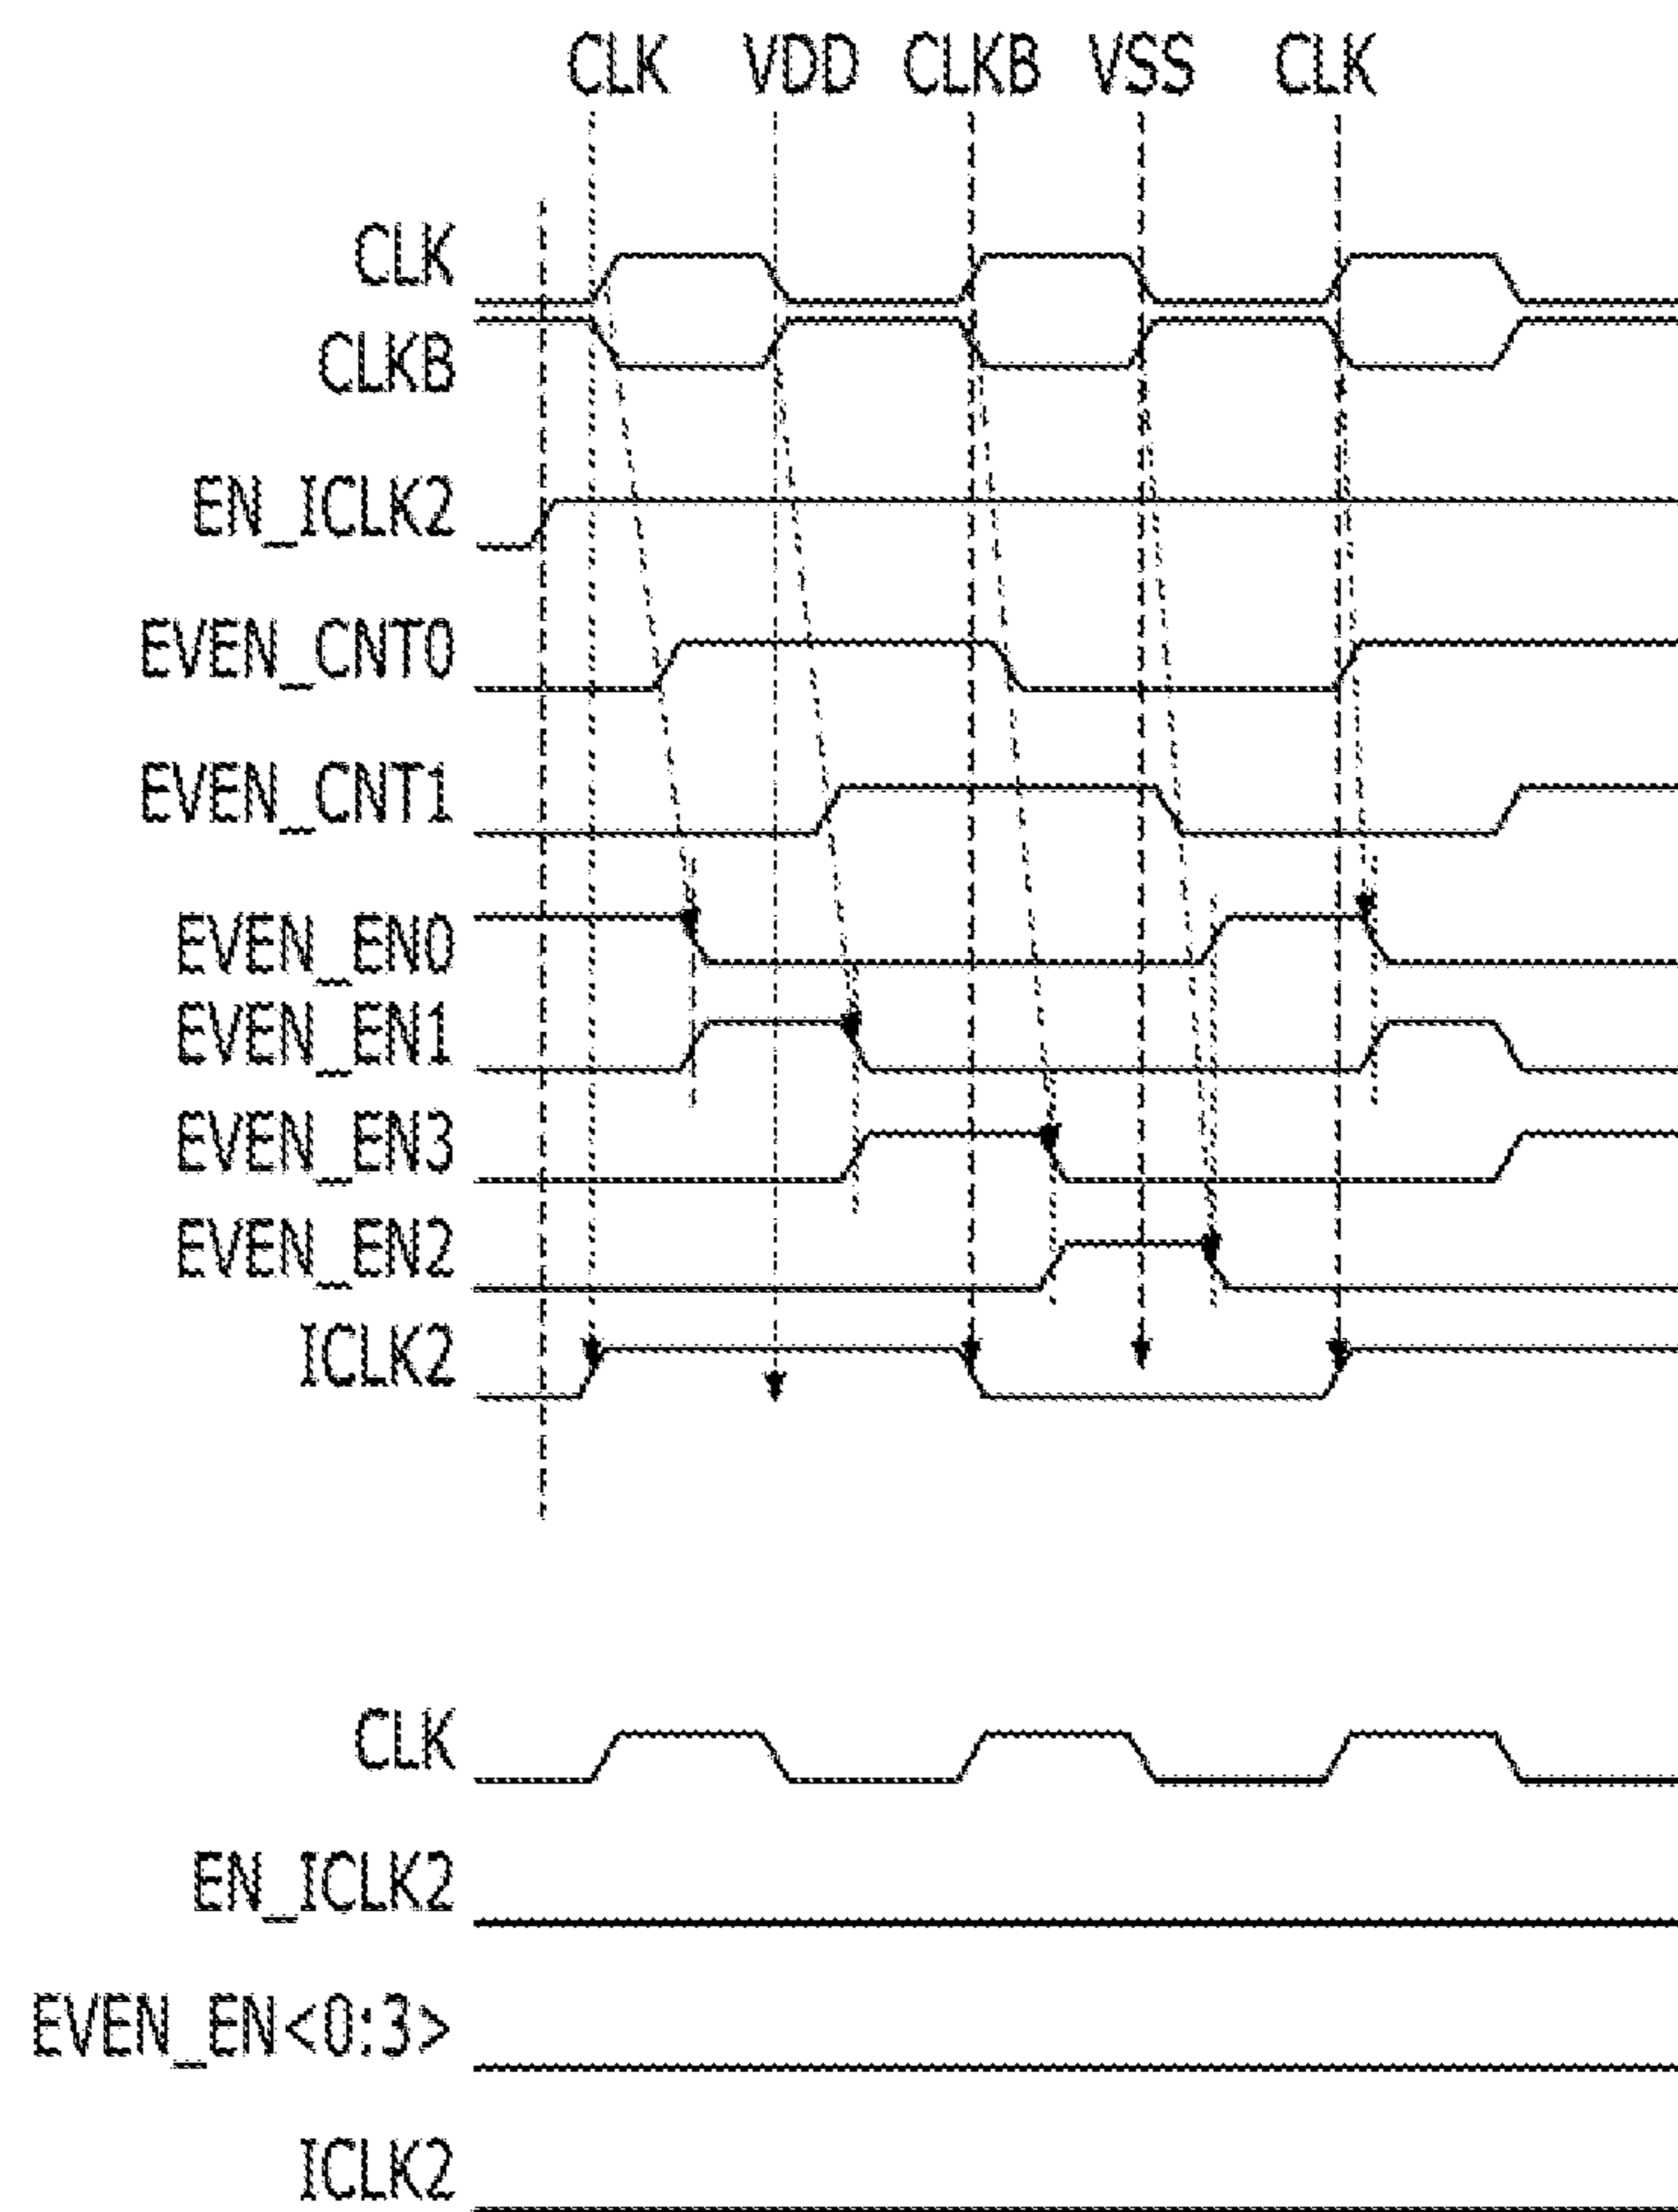 CLK VDD CLKB VSS CLK
CLK
CLKB
EN_ICLK2
EVEN_CNT0
EVEN_CNT1
EVEN_EN0
EVEN_EN1
EVEN_EN3
EVEN_EN2
ICLK2
CLK
EN_ICLK2
EVEN_EN<0:3>
ICLK2